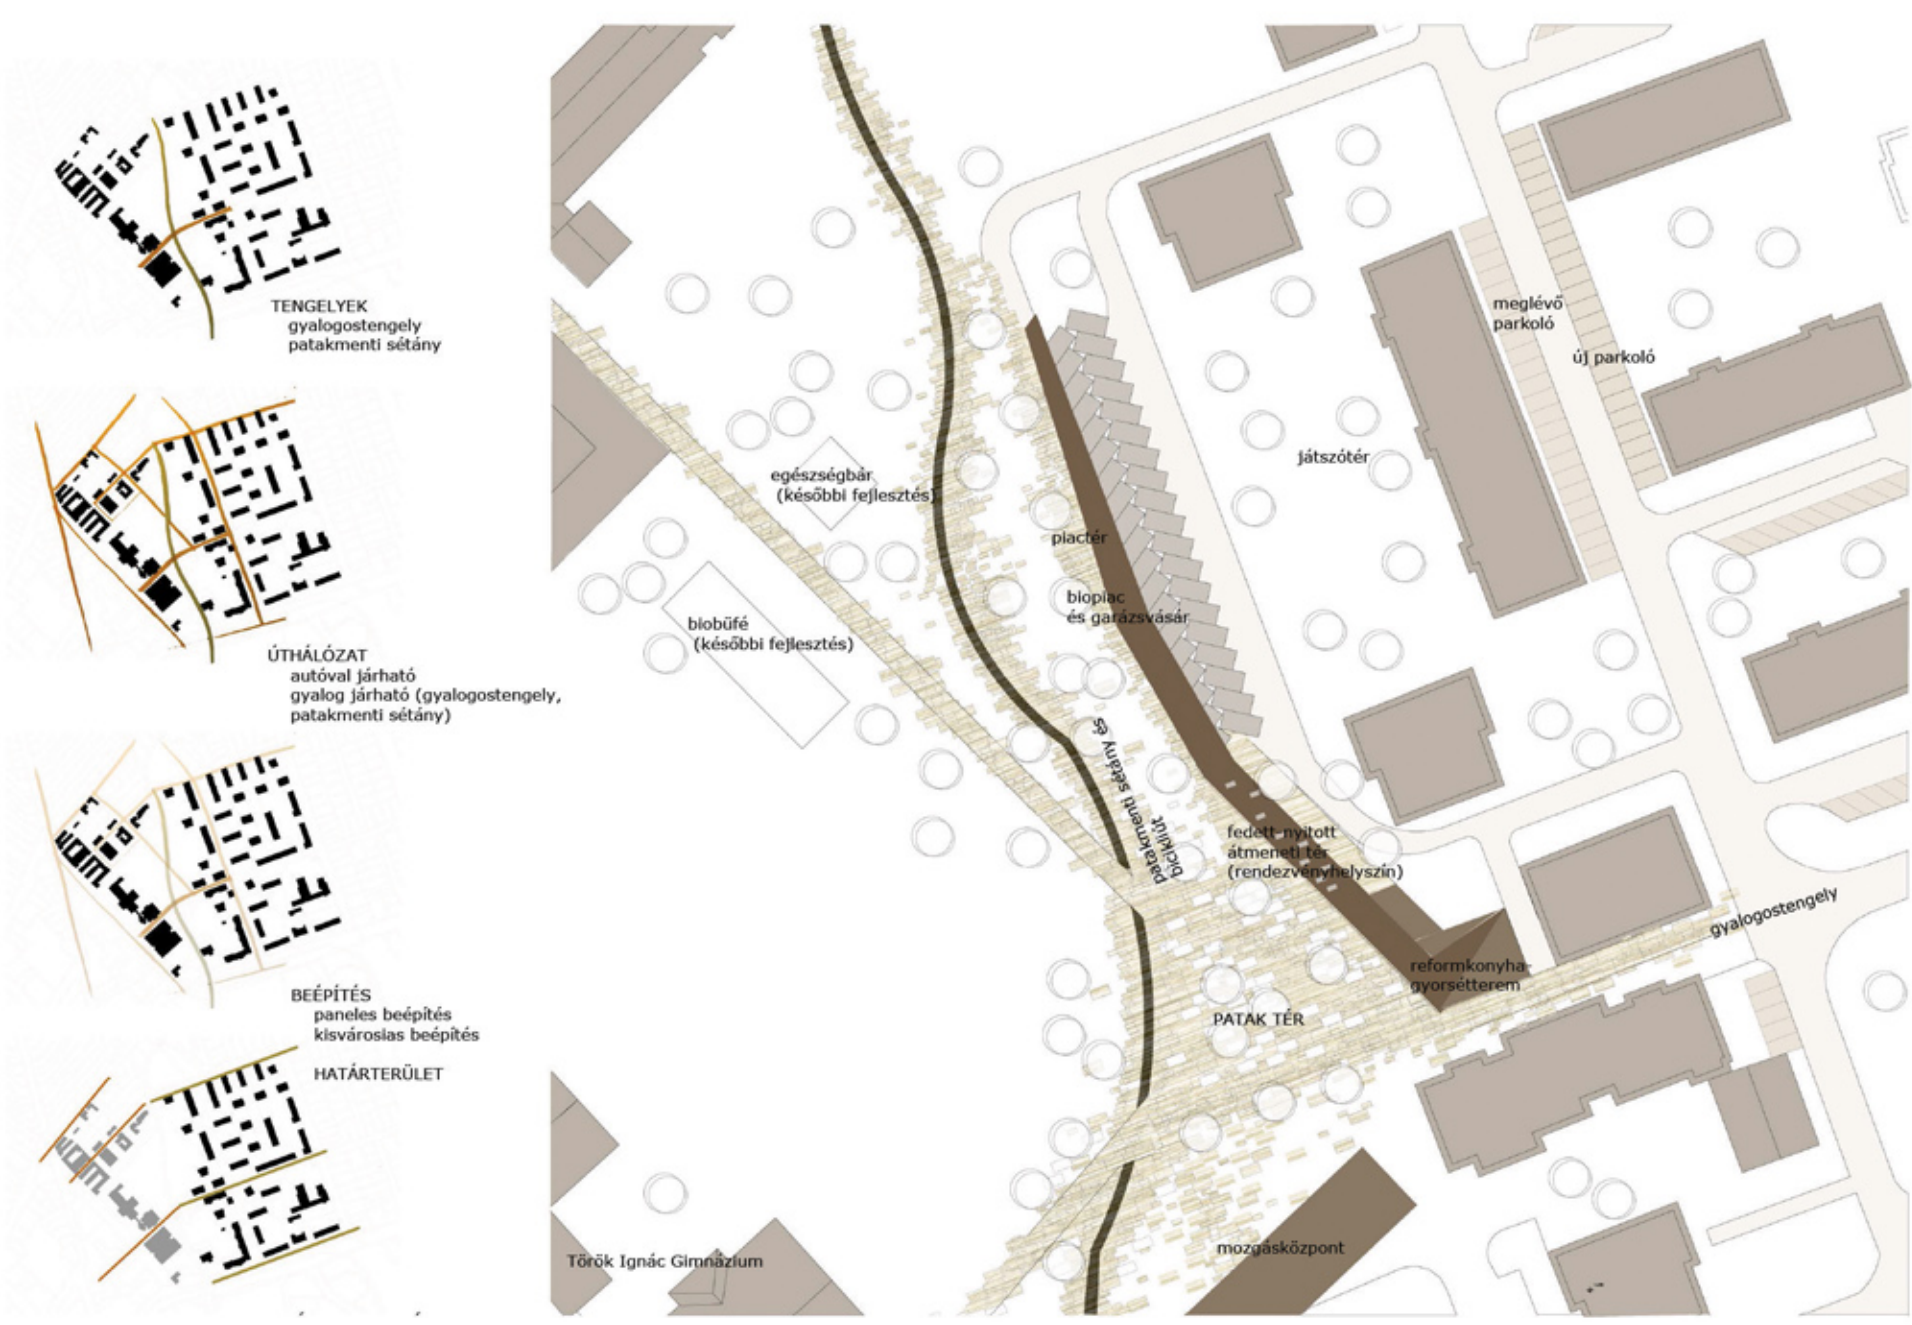 TENGELYEK
gyalogostengely
patakmenti sétány
ÚTHÁLÓZAT
autóval járható
gyalog járható (gyalogostengely,
patakmenti sétány)
BEÉPÍTÉS
paneles beépítés
kisvárosias beépítés
HATÁRTERÜLET
meglévő
parkoló
új parkoló
játszótér
egészségbár
(későbbi fejlesztés)
piactér
biopiac
és garázsvásár
biobűfé
(későbbi fejlesztés)
patakmenti sétány és
bicikliút
fedett-nyitott
átmeneti tér
(rendezvényhelyszín)
gyalogostengely
reformkonyha-
gyorsétterem
PATAK TÉR
mozgásközpont
Török Ignác Gimnázium